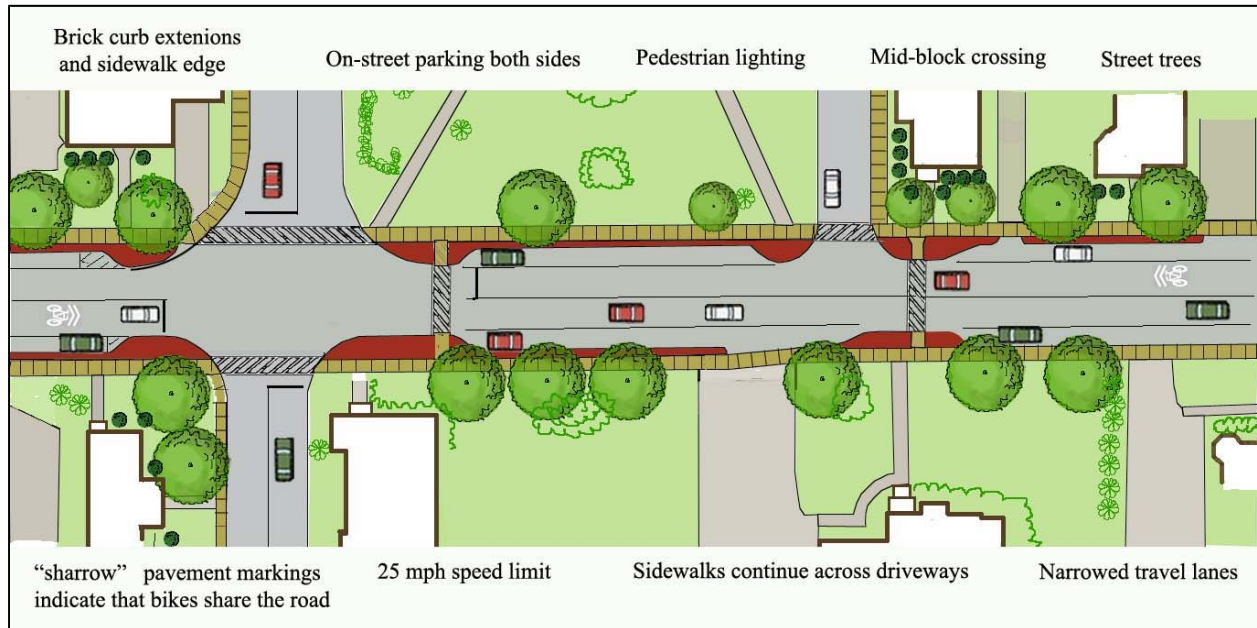 Brick curb extenions
and sidewalk edge
On-street parking both sides
Pedestrian lighting
Mid-block crossing
Street trees
“sharrow” pavement markings
indicate that bikes share the road
25 mph speed limit
Sidewalks continue across driveways
Narrowed travel lanes